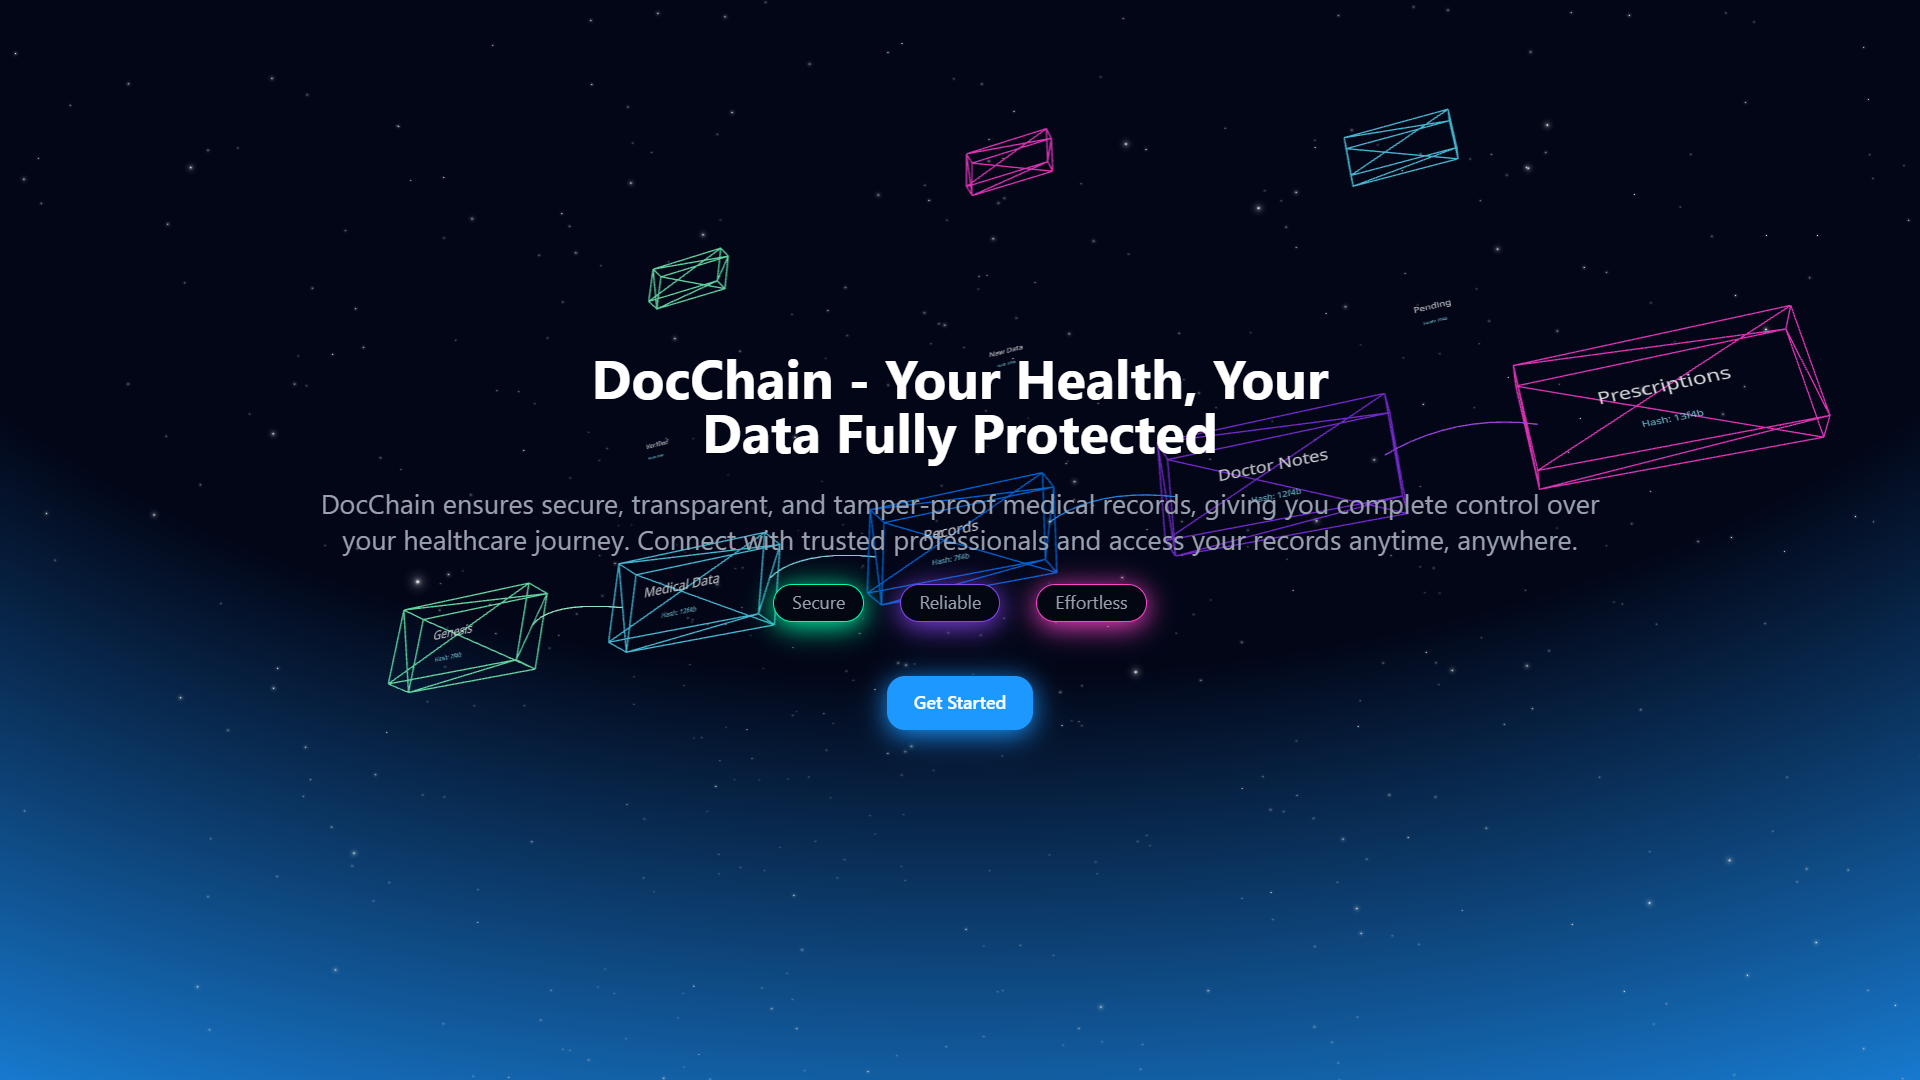 Pending
New Data
Prescriptions
Hash: 13f4b
DocChain - Your Health, Your
Data Fully Protected
Doctor Notes
Hash: 12f4b
DocChain ensures secure, transparent, and tamper-proof medical records, giving you complete control over
your healthcare journey. Connect with trusted professionals and access your records anytime, anywhere.
Records
Hash: 7f4b
Medical Data
Hash: 12f4b
Genesis
Hash: 7f4b
Secure
Reliable
Effortless
Get Started